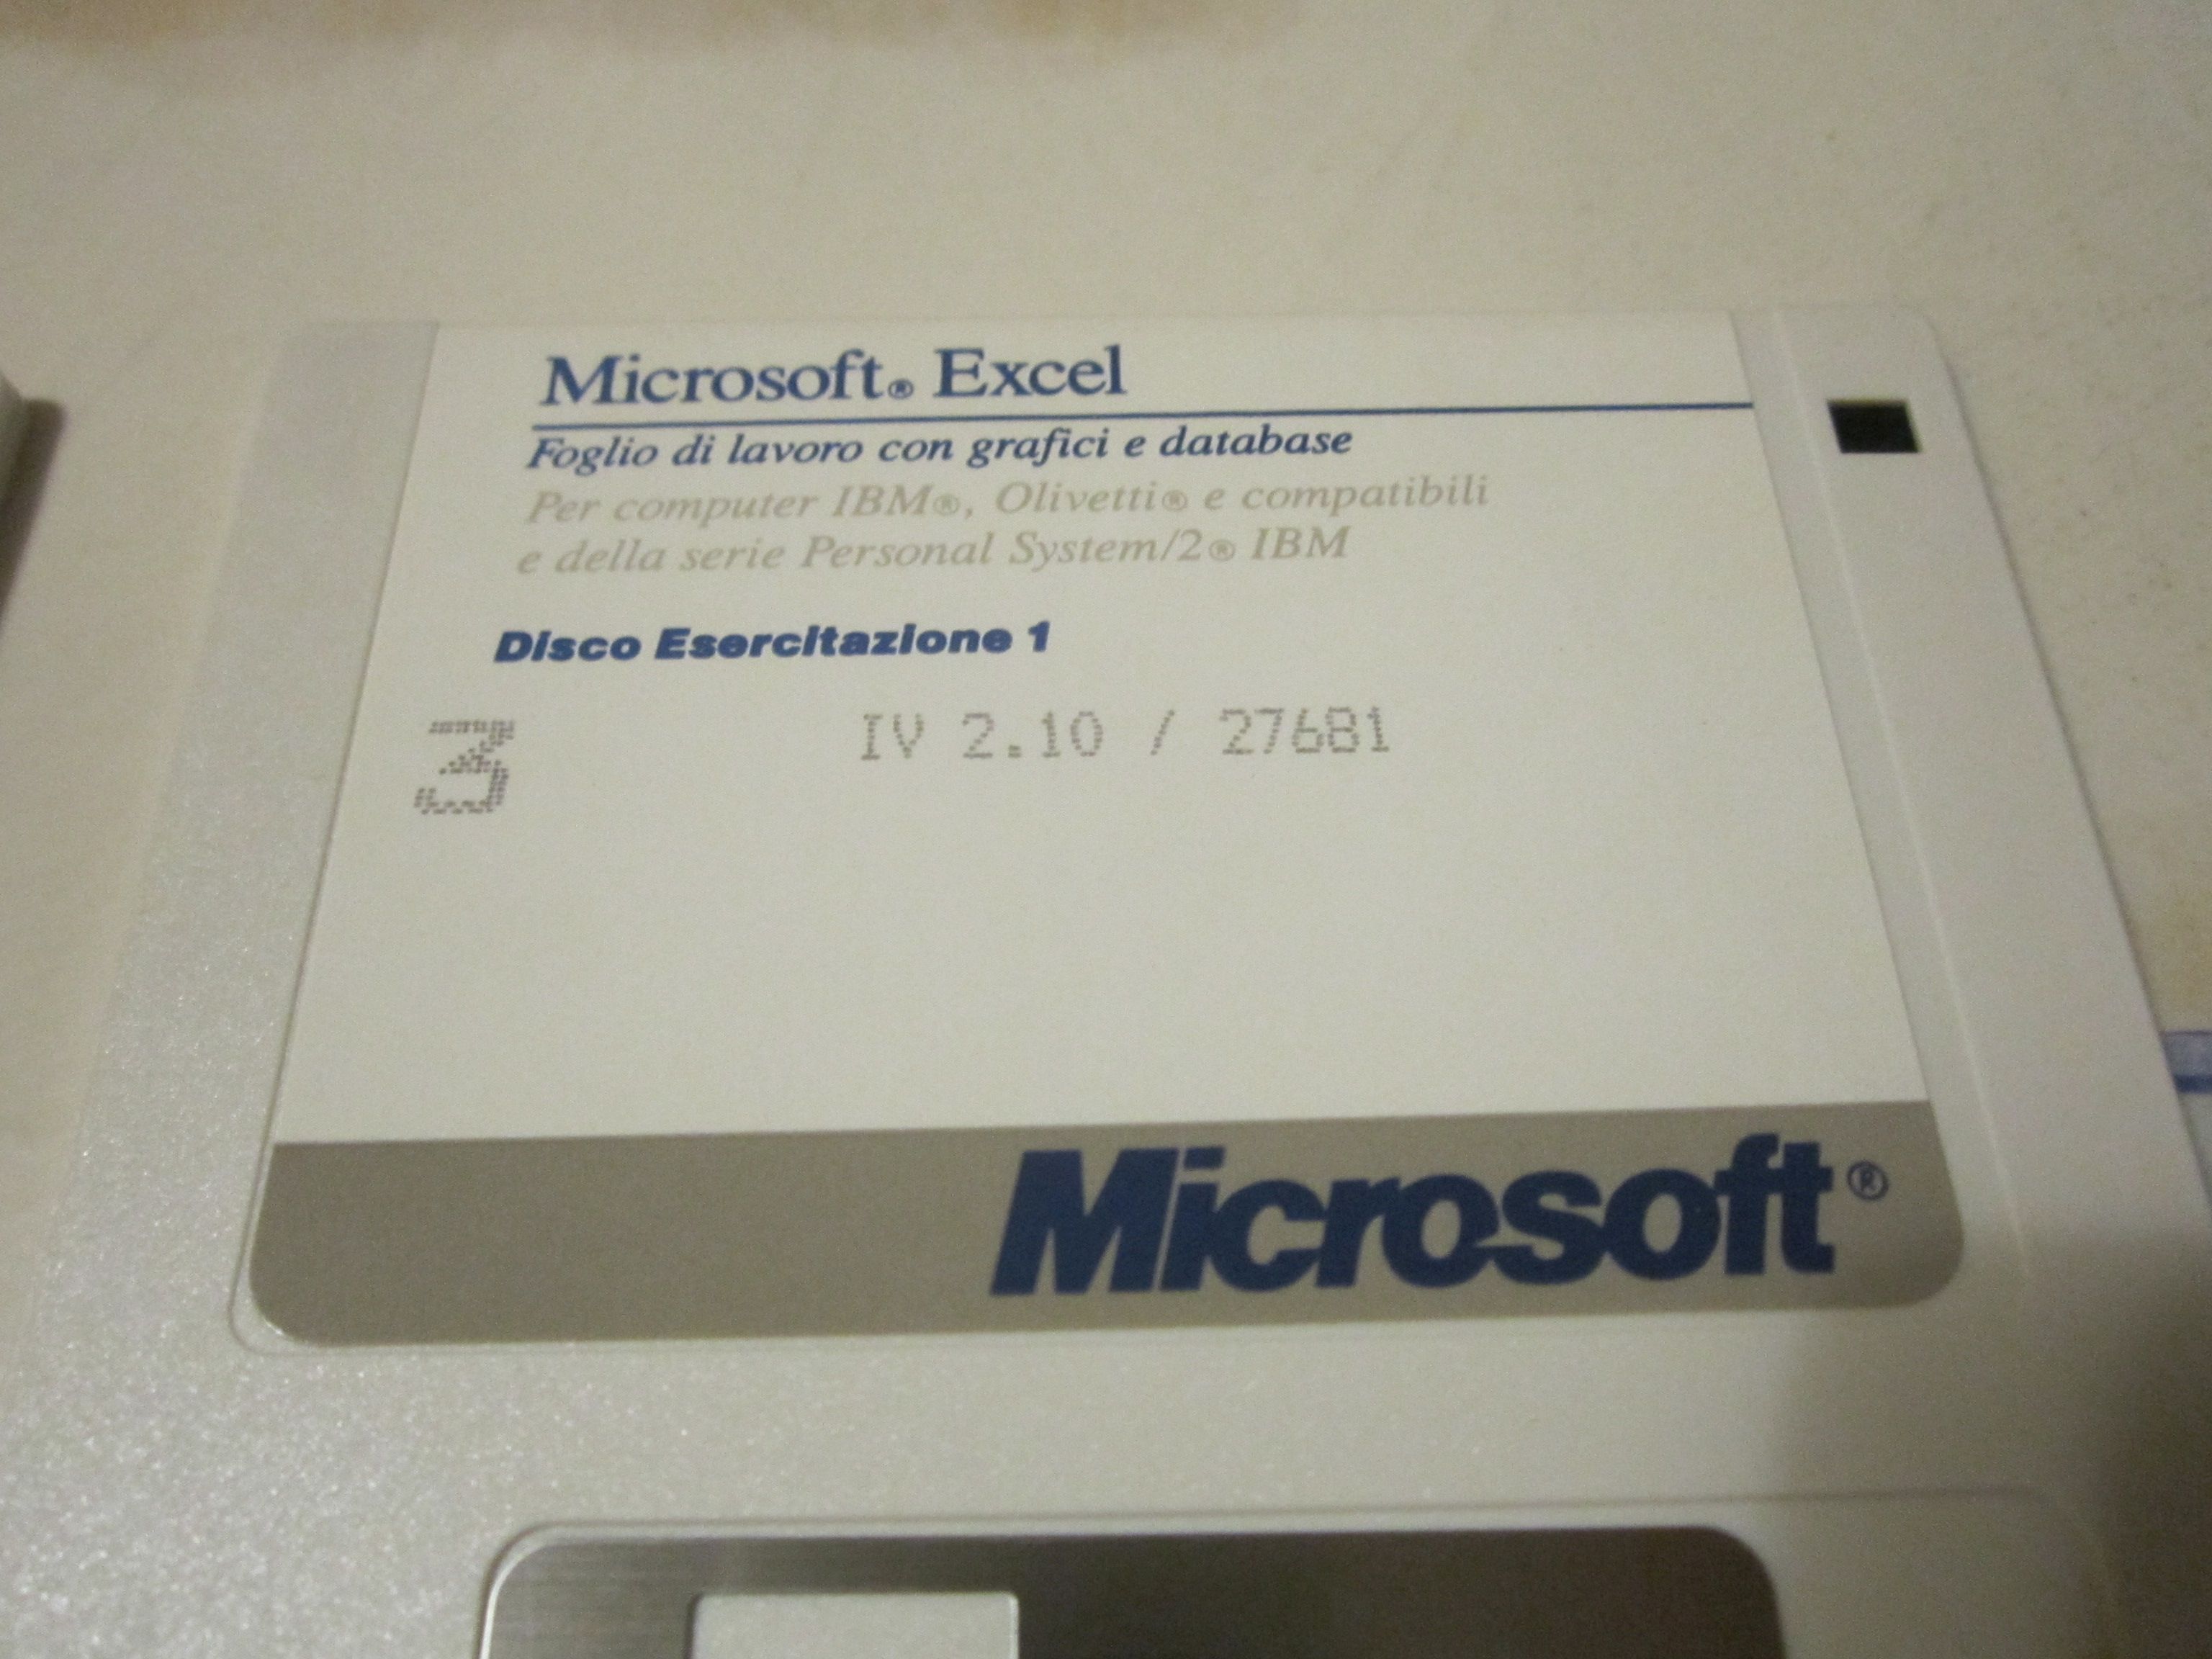 Microsoft® Excel
Foglio di lavoro con grafici e database
Per computer IBM®, Olivetti® e compatibili
e della serie Personal System/2® IBM
Disco Esercitazione 1
3 IV 2.10 / 27681
Microsoft®